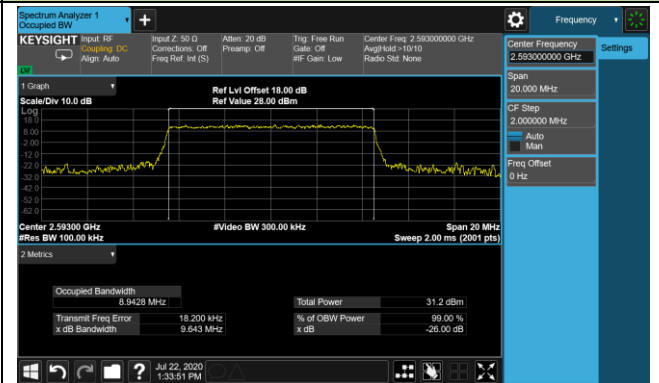 Spectrum Analyzer 1
Occupied BW
Frequency
KEYSIGHT
Input: RF
Coupling: DC
Align: Auto
Input Z: 50 Ω
Corrections: Off
Freq Ref: Int (S)
Atten: 20 dB
Preamp: Off
Trig: Free Run
Gate: Off
#IF Gain: Low
Center Freq: 2.593000000 GHz
Avg|Hold:>10/10
Radio Std: None
LXI
Center Frequency
2.593000000 GHz
Settings
Span
20.000 MHz
CF Step
2.000000 MHz
Auto
Man
Freq Offset
0 Hz
1 Graph
Scale/Div 10.0 dB
Ref Lvl Offset 18.00 dB
Ref Value 28.00 dBm
Log
18.0
8.00
-2.00
-12.0
-22.0
-32.0
-42.0
-52.0
-62.0
Center 2.59300 GHz
#Res BW 100.00 kHz
#Video BW 300.00 kHz
Span 20 MHz
Sweep 2.00 ms (2001 pts)
2 Metrics
Occupied Bandwidth
8.9428 MHz
Total Power 31.2 dBm
Transmit Freq Error 18.200 kHz % of OBW Power 99.00 %
x dB Bandwidth 9.643 MHz x dB -26.00 dB
?
Jul 22, 2020
1:33:51 PM